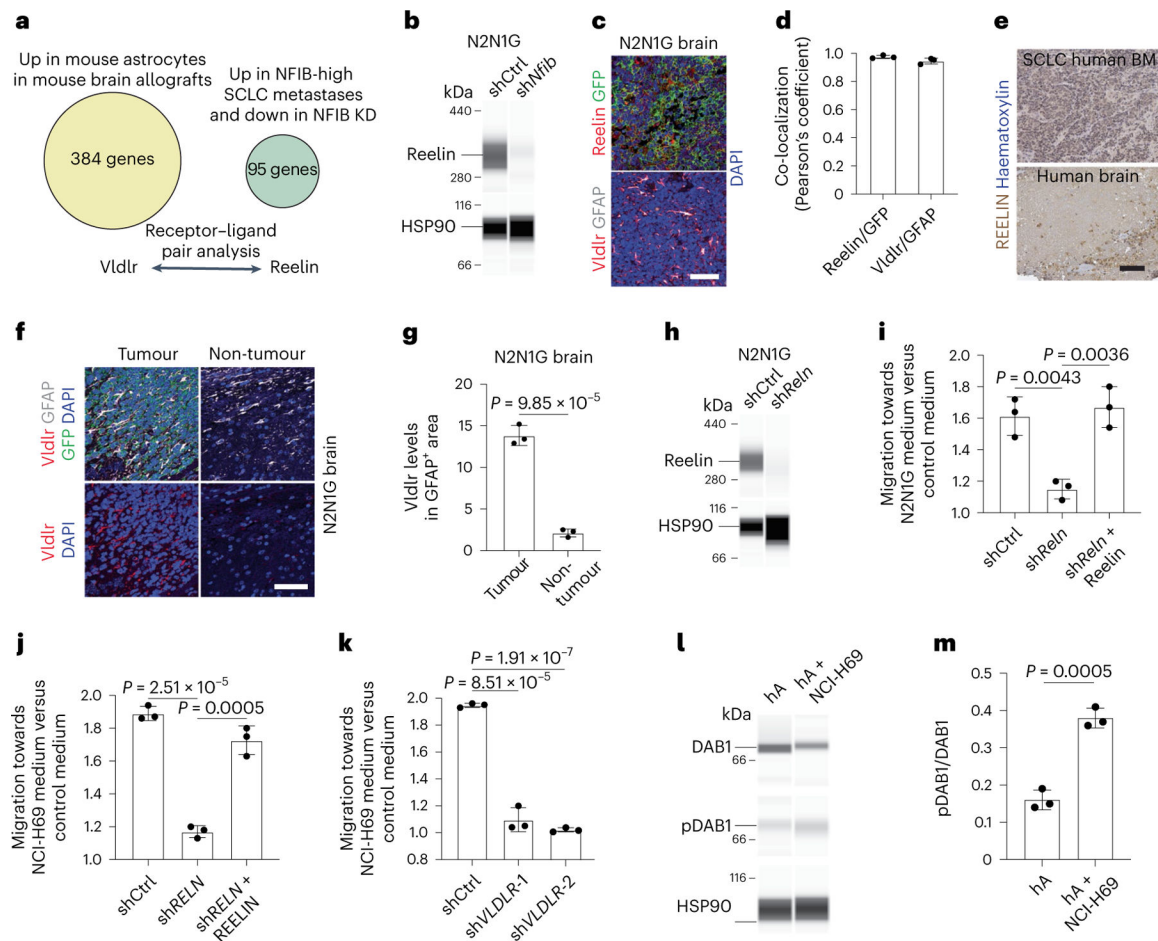 a
Up in mouse astrocytes
in mouse brain allografts
Up in NFIB-high
SCLC metastases
and down in NFIB KD
384 genes
95 genes
Receptor–ligand
pair analysis
Vldlr
Reelin
b
N2N1G
shCtrl
shNfib
kDa
440
Reelin
280
116
HSP90
66
c
N2N1G brain
Reelin GFP
Vldlr GFAP
DAPI
d
Co-localization
(Pearson's coefficient)
1.0
0.8
0.6
0.4
0.2
0
Reelin/GFP
Vldlr/GFAP
e
REELIN Haematoxylin
SCLC human BM
Human brain
f
Tumour
Non-tumour
Vldlr GFAP
GFP DAPI
Vldlr
DAPI
N2N1G brain
g
N2N1G brain
Vldlr levels
in GFAP+ area
20
15
10
5
0
P = 9.85 × 10−5
Tumour
Non-
tumour
h
N2N1G
shCtrl
shReln
kDa
440
Reelin
280
116
HSP90
66
i
Migration towards
N2N1G medium versus
control medium
2.0
1.8
1.6
1.4
1.2
1.0
P = 0.0036
P = 0.0043
shCtrl
shReln
shReln +
Reelin
j
Migration towards
NCI-H69 medium versus
control medium
2.0
1.8
1.6
1.4
1.2
1.0
P = 2.51 × 10−5
P = 0.0005
shCtrl
shRELN
shRELN +
REELIN
k
Migration towards
NCI-H69 medium versus
control medium
2.0
1.8
1.6
1.4
1.2
1.0
0.8
P = 1.91 × 10−7
P = 8.51 × 10−5
shCtrl
shVLDLR-1
shVLDLR-2
l
hA
hA +
NCI-H69
kDa
DAB1
66
pDAB1
66
116
HSP90
m
pDAB1/DAB1
0.5
0.4
0.3
0.2
0.1
0
P = 0.0005
hA
hA +
NCI-H69